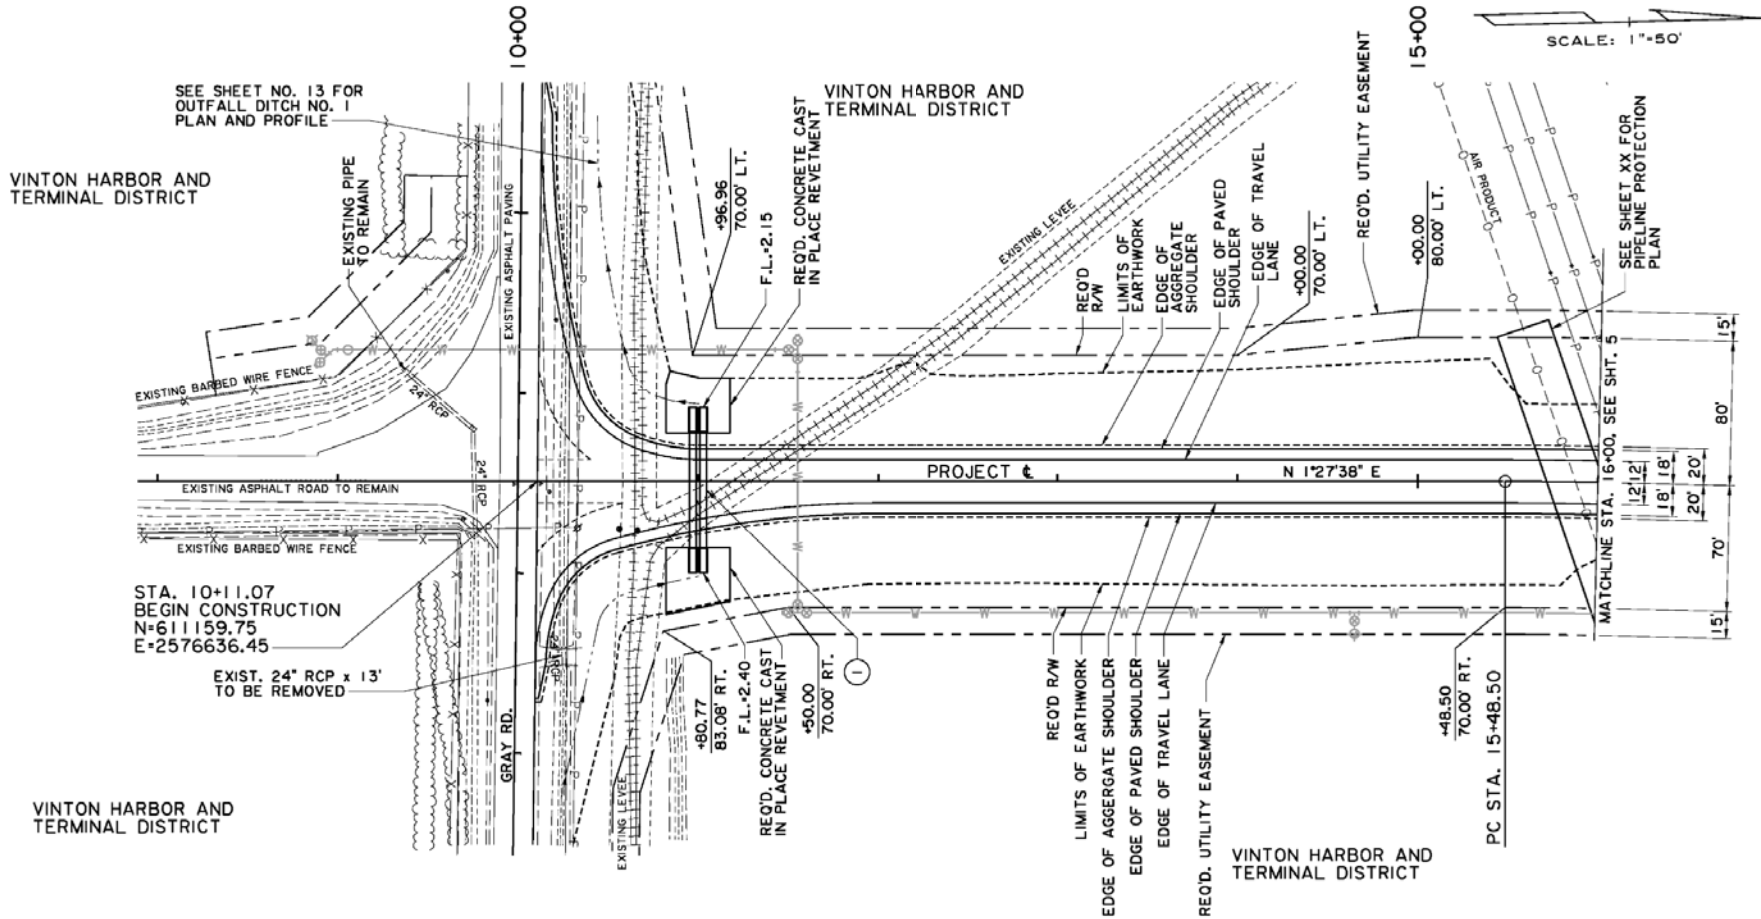 10+00
15+00
SCALE: 1"=50'
SEE SHEET NO. 13 FOR
OUTFALL DITCH NO. 1
PLAN AND PROFILE
VINTON HARBOR AND
TERMINAL DISTRICT
VINTON HARBOR AND
TERMINAL DISTRICT
EXISTING PIPE
TO REMAIN
EXISTING ASPHALT PAVING
+96.96
70.00' LT.
F.L.=2.15
REQ'D. CONCRETE CAST
IN PLACE REVETMENT
EXISTING LEVEE
REQ'D
R/W
LIMITS OF
EARTHWORK
EDGE OF
AGGREGATE
SHOULDER
EDGE OF PAVED
SHOULDER
EDGE OF TRAVEL
LANE
+00.00
70.00' LT.
REQ'D. UTILITY EASEMENT
+00.00
80.00' LT.
AIR PRODUCT
SEE SHEET XX FOR
PIPELINE PROTECTION
PLAN
EXISTING BARBED WIRE FENCE
24" RCP
24" RCP
EXISTING ASPHALT ROAD TO REMAIN
EXISTING BARBED WIRE FENCE
PROJECT ℄
N 1°27'38" E
MATCHLINE STA. 16+00, SEE SHT. 5
15'
80'
12'
18'
20'
12'
18'
20'
70'
15'
STA. 10+11.07
BEGIN CONSTRUCTION
N=611159.75
E=2576636.45
EXIST. 24" RCP x 13'
TO BE REMOVED
24" RCP
GRAY RD.
EXISTING LEVEE
+80.77
83.08' RT.
F.L.=2.40
REQ'D. CONCRETE CAST
IN PLACE REVETMENT
+50.00
70.00' RT.
1
REQ'D R/W
LIMITS OF EARTHWORK
EDGE OF AGGERGATE SHOULDER
EDGE OF PAVED SHOULDER
EDGE OF TRAVEL LANE
REQ'D. UTILITY EASEMENT
+48.50
70.00' RT.
PC STA. 15+48.50
VINTON HARBOR AND
TERMINAL DISTRICT
VINTON HARBOR AND
TERMINAL DISTRICT